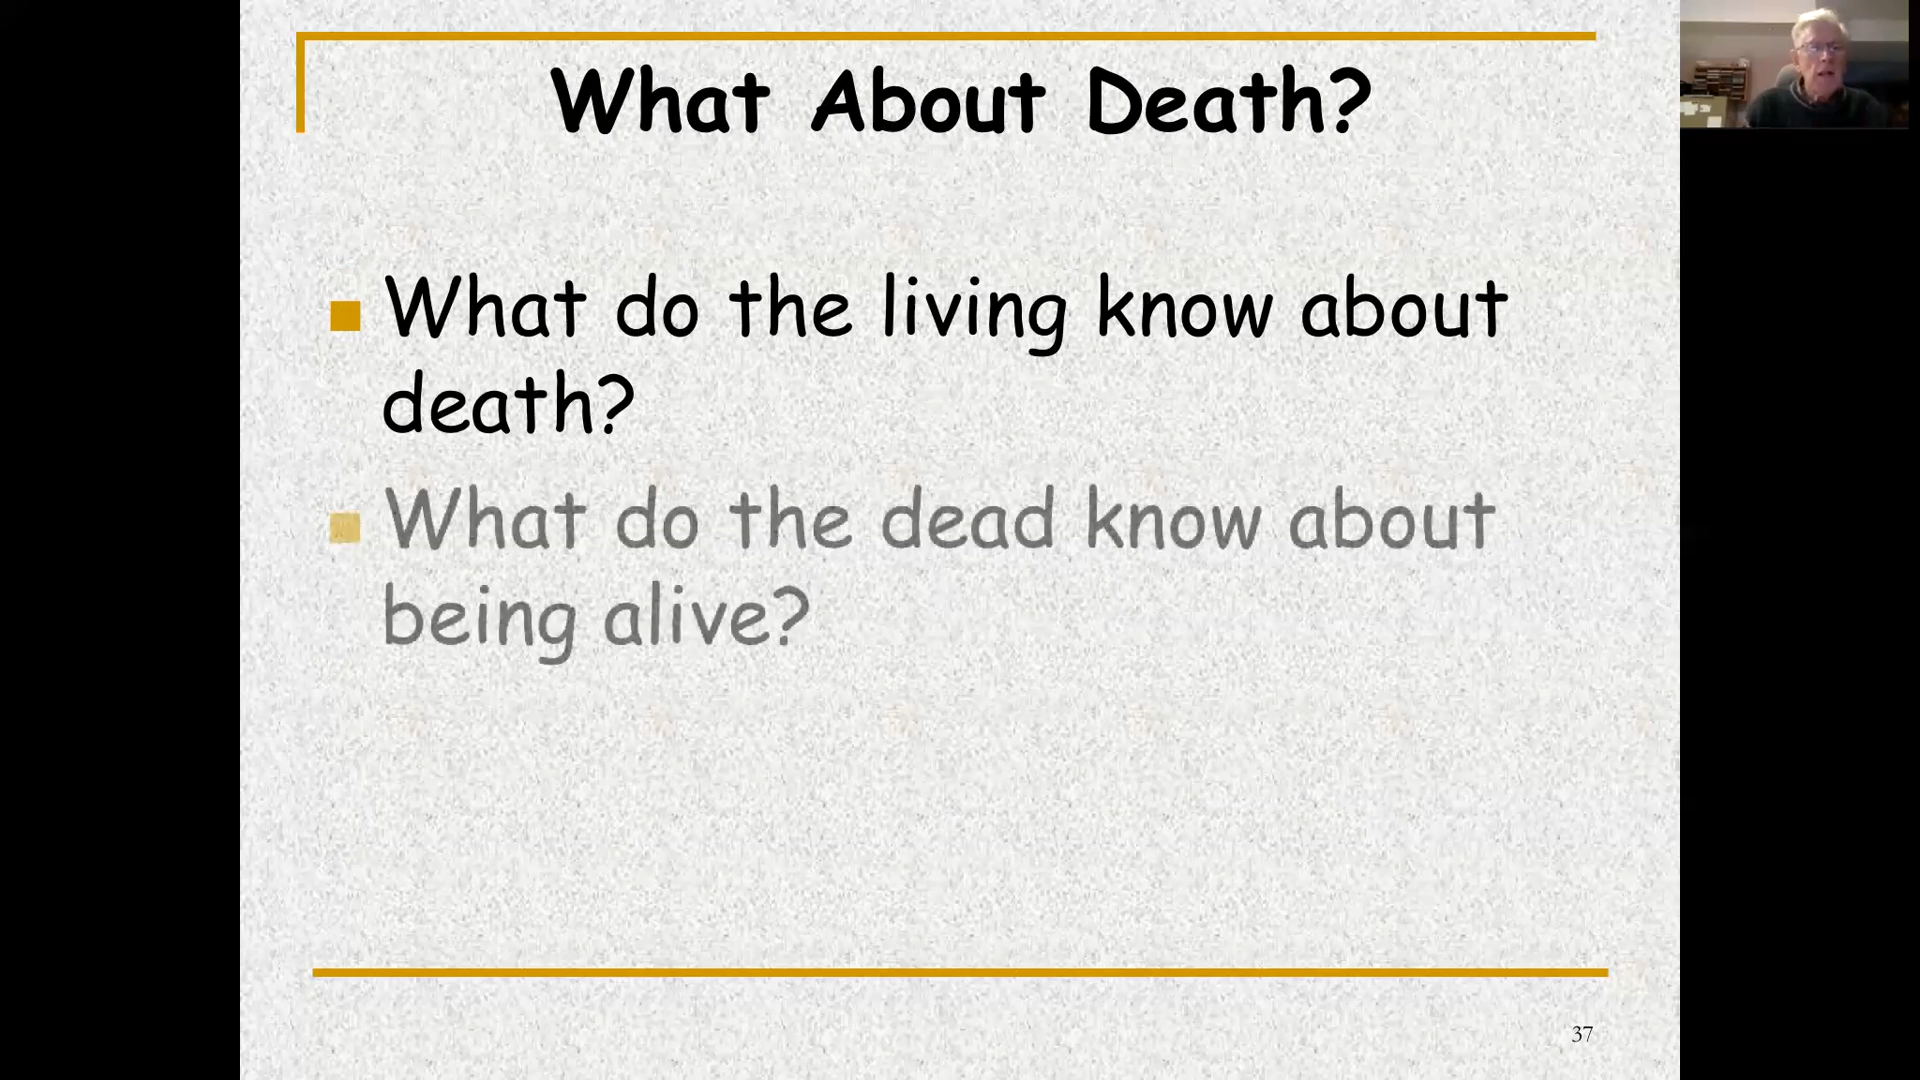 What About Death?
What do the living know about
death?
What do the dead know about
being alive?
37